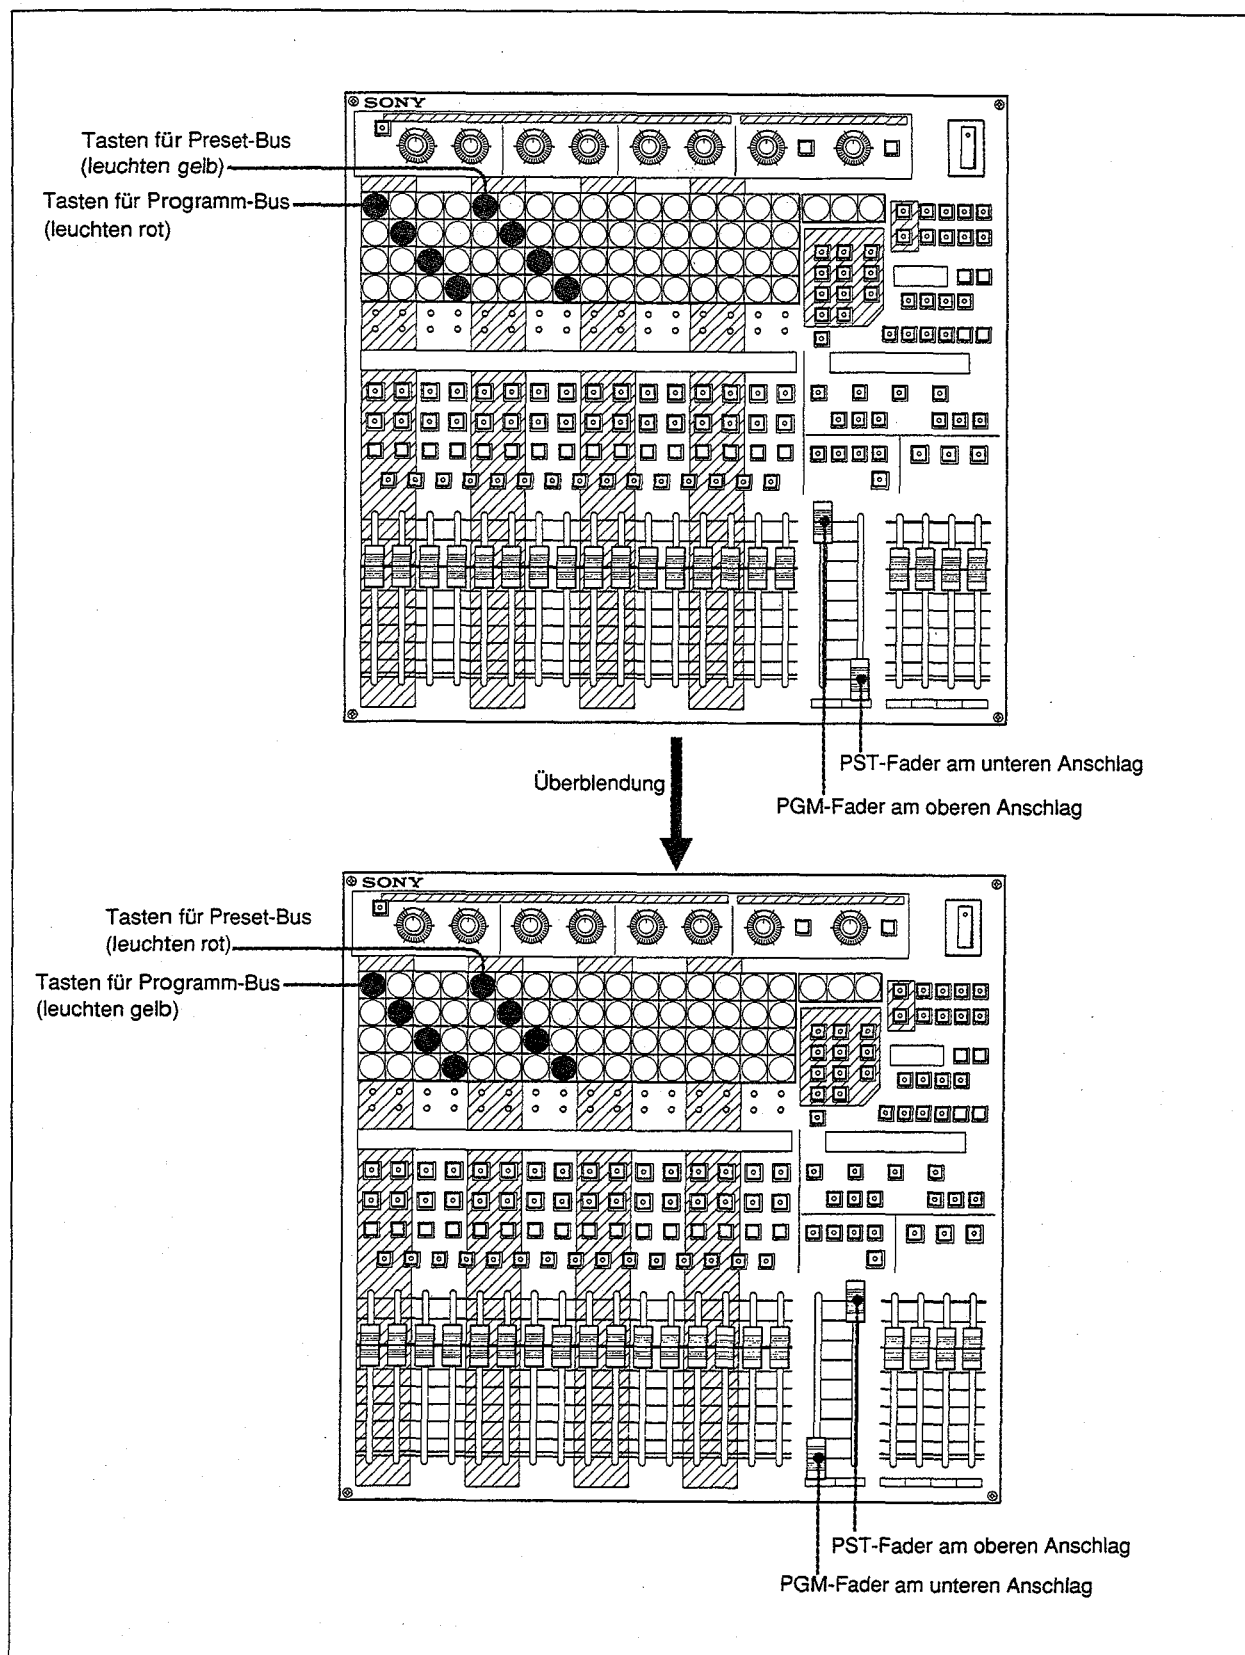 SONY
Tasten für Preset-Bus
(leuchten gelb)
Tasten für Programm-Bus
(leuchten rot)
PST-Fader am unteren Anschlag
Überblendung
PGM-Fader am oberen Anschlag
SONY
Tasten für Preset-Bus
(leuchten rot)
Tasten für Programm-Bus
(leuchten gelb)
PST-Fader am oberen Anschlag
PGM-Fader am unteren Anschlag